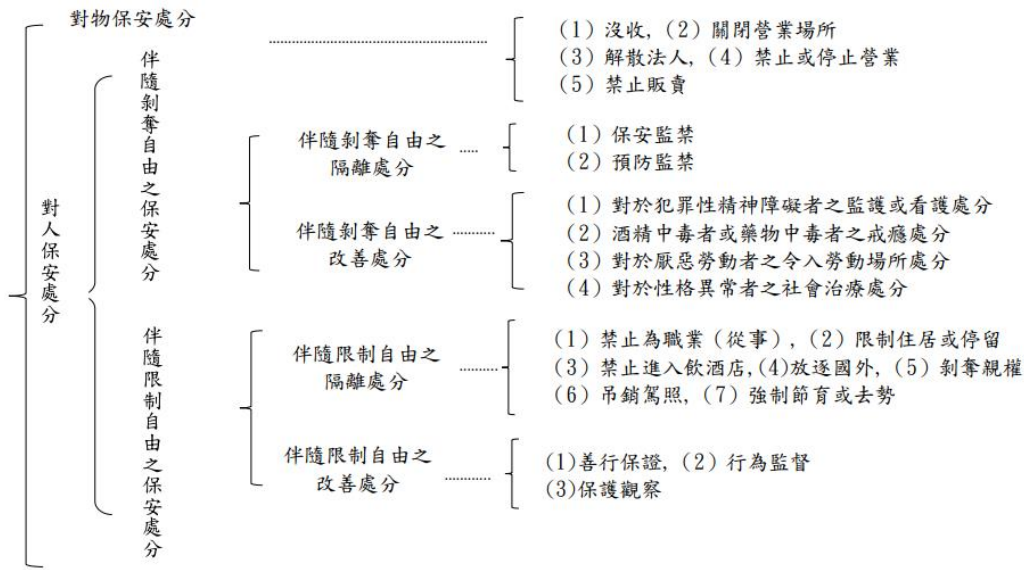 對物保安處分
(1) 沒收, (2) 關閉營業場所
(3) 解散法人, (4) 禁止或停止營業
(5) 禁止販賣
對人保安處分
伴隨剝奪自由之保安處分
伴隨剝奪自由之
隔離處分
(1) 保安監禁
(2) 預防監禁
伴隨剝奪自由之
改善處分
(1) 對於犯罪性精神障礙者之監護或看護處分
(2) 酒精中毒者或藥物中毒者之戒癮處分
(3) 對於厭惡勞動者之令入勞動場所處分
(4) 對於性格異常者之社會治療處分
伴隨限制自由之保安處分
伴隨限制自由之
隔離處分
(1) 禁止為職業 (從事), (2) 限制住居或停留
(3) 禁止進入飲酒店, (4)放逐國外, (5) 剝奪親權
(6) 吊銷駕照, (7) 強制節育或去勢
伴隨限制自由之
改善處分
(1)善行保證, (2) 行為監督
(3)保護觀察